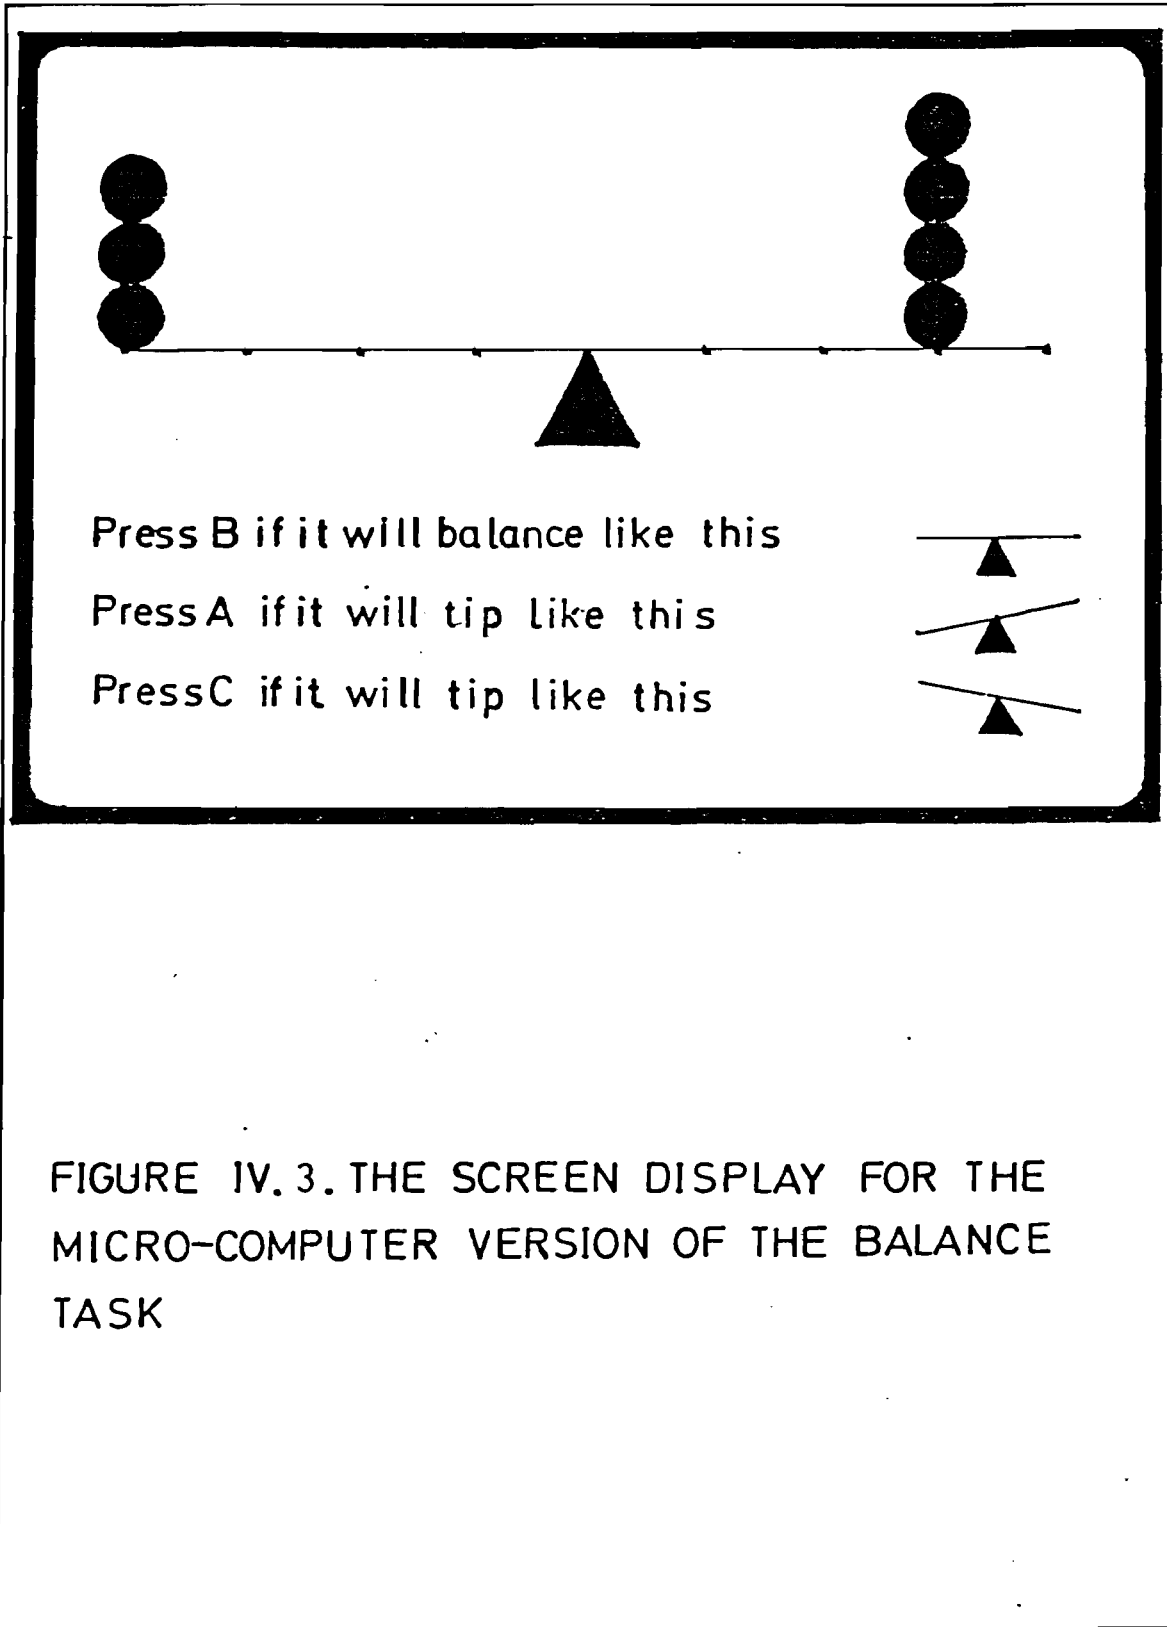 Press B if it will balance like this
Press A if it will tip like this
Press C if it will tip like this
FIGURE IV. 3. THE SCREEN DISPLAY FOR THE
MICRO-COMPUTER VERSION OF THE BALANCE
TASK